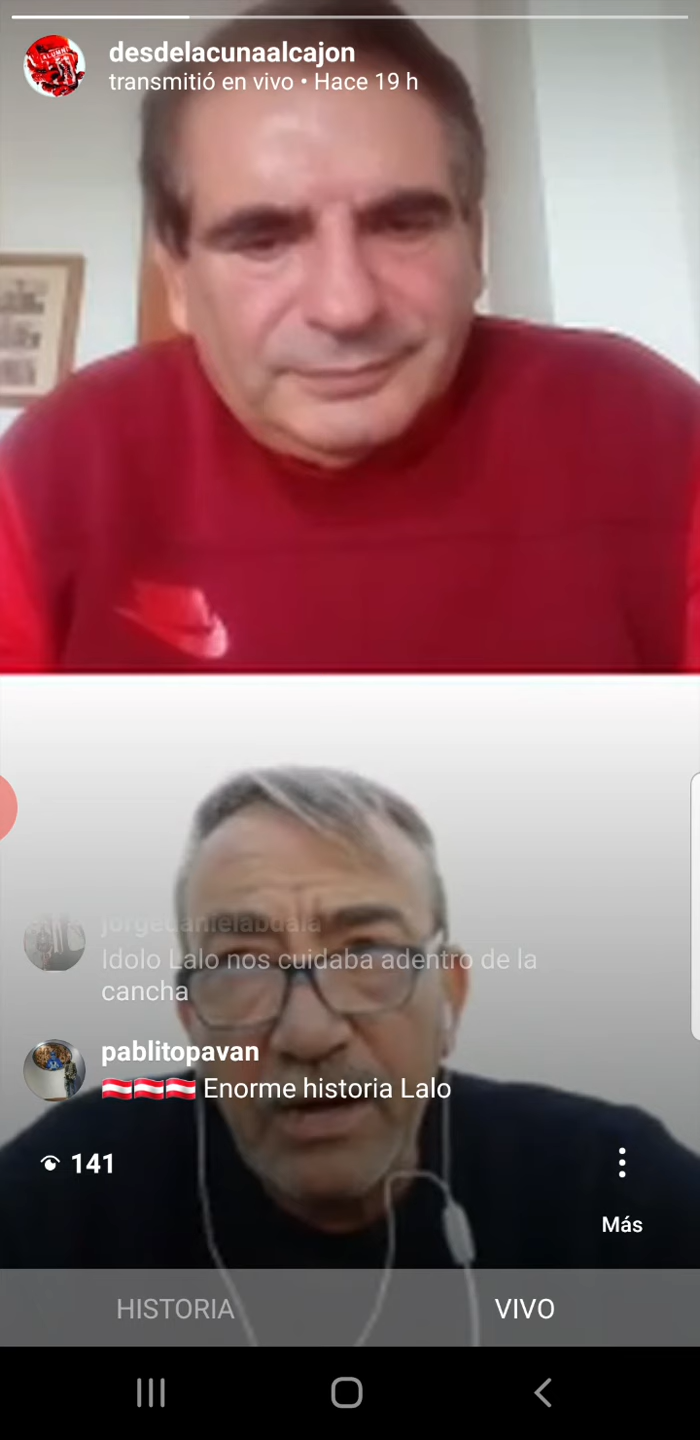 desdelacunaalcajon
transmitió en vivo • Hace 19 h
jorgedanielabdala
Idolo Lalo nos cuidaba adentro de la
cancha
pablitopavan
🇦🇹🇦🇹🇦🇹 Enorme historia Lalo
141
Más
HISTORIA
VIVO